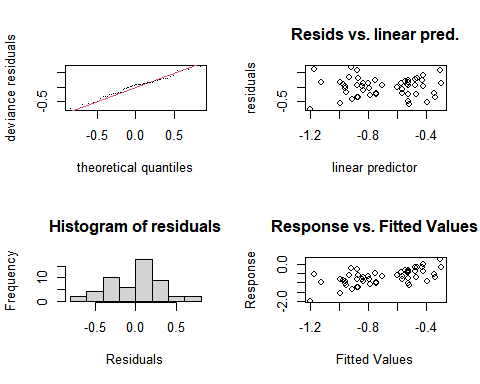 deviance residuals
-0.5
-0.5
0.0
0.5
theoretical quantiles
Resids vs. linear pred.
residuals
-0.5
-1.2
-0.8
-0.4
linear predictor
Histogram of residuals
Frequency
0
10
-0.5
0.0
0.5
Residuals
Response vs. Fitted Values
Response
-2.0
0.0
-1.2
-0.8
-0.4
Fitted Values